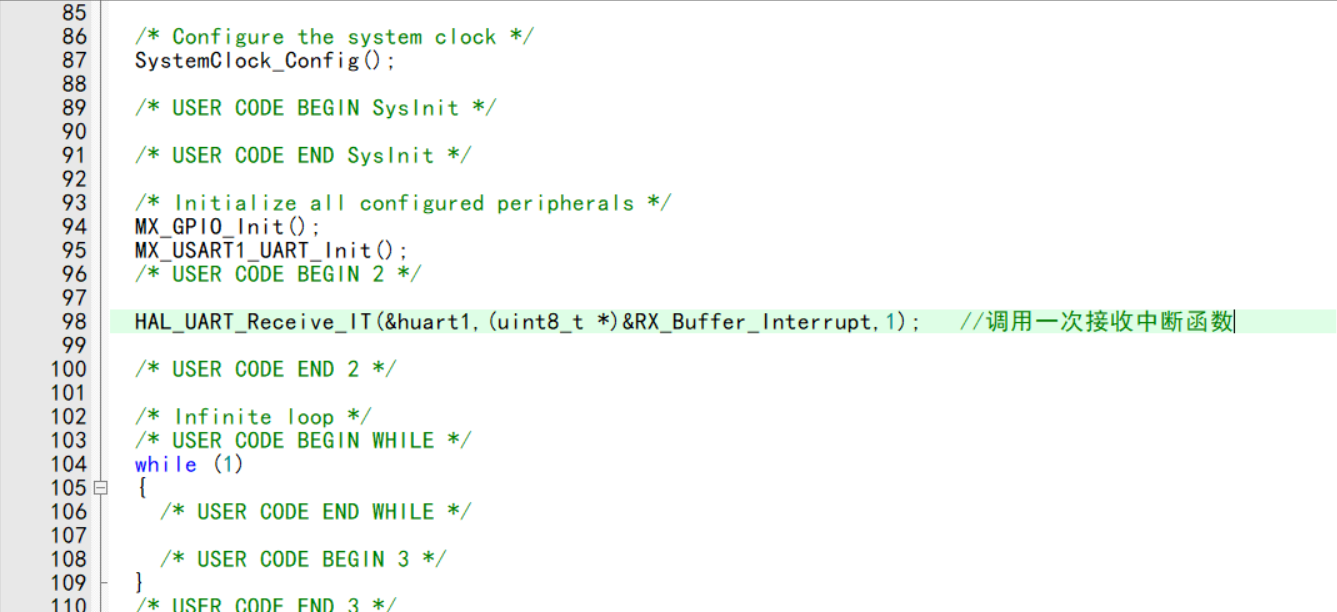 85
86 /* Configure the system clock */
87 SystemClock_Config();
88
89 /* USER CODE BEGIN SysInit */
90
91 /* USER CODE END SysInit */
92
93 /* Initialize all configured peripherals */
94 MX_GPIO_Init();
95 MX_USART1_UART_Init();
96 /* USER CODE BEGIN 2 */
97
98 HAL_UART_Receive_IT(&huart1,(uint8_t *)&RX_Buffer_Interrupt,1);   //调用一次接收中断函数
99
100 /* USER CODE END 2 */
101
102 /* Infinite loop */
103 /* USER CODE BEGIN WHILE */
104 while (1)
105 {
106 /* USER CODE END WHILE */
107
108 /* USER CODE BEGIN 3 */
109 }
110 /* USER CODE END 3 */